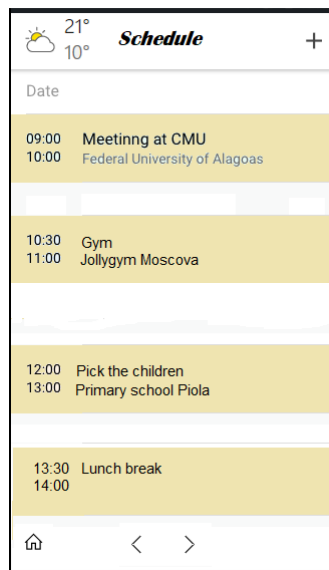 21°
10°
Schedule
+
Date
09:00 Meetinng at CMU
10:00 Federal University of Alagoas
10:30 Gym
11:00 Jollygym Moscova
12:00 Pick the children
13:00 Primary school Piola
13:30 Lunch break
14:00